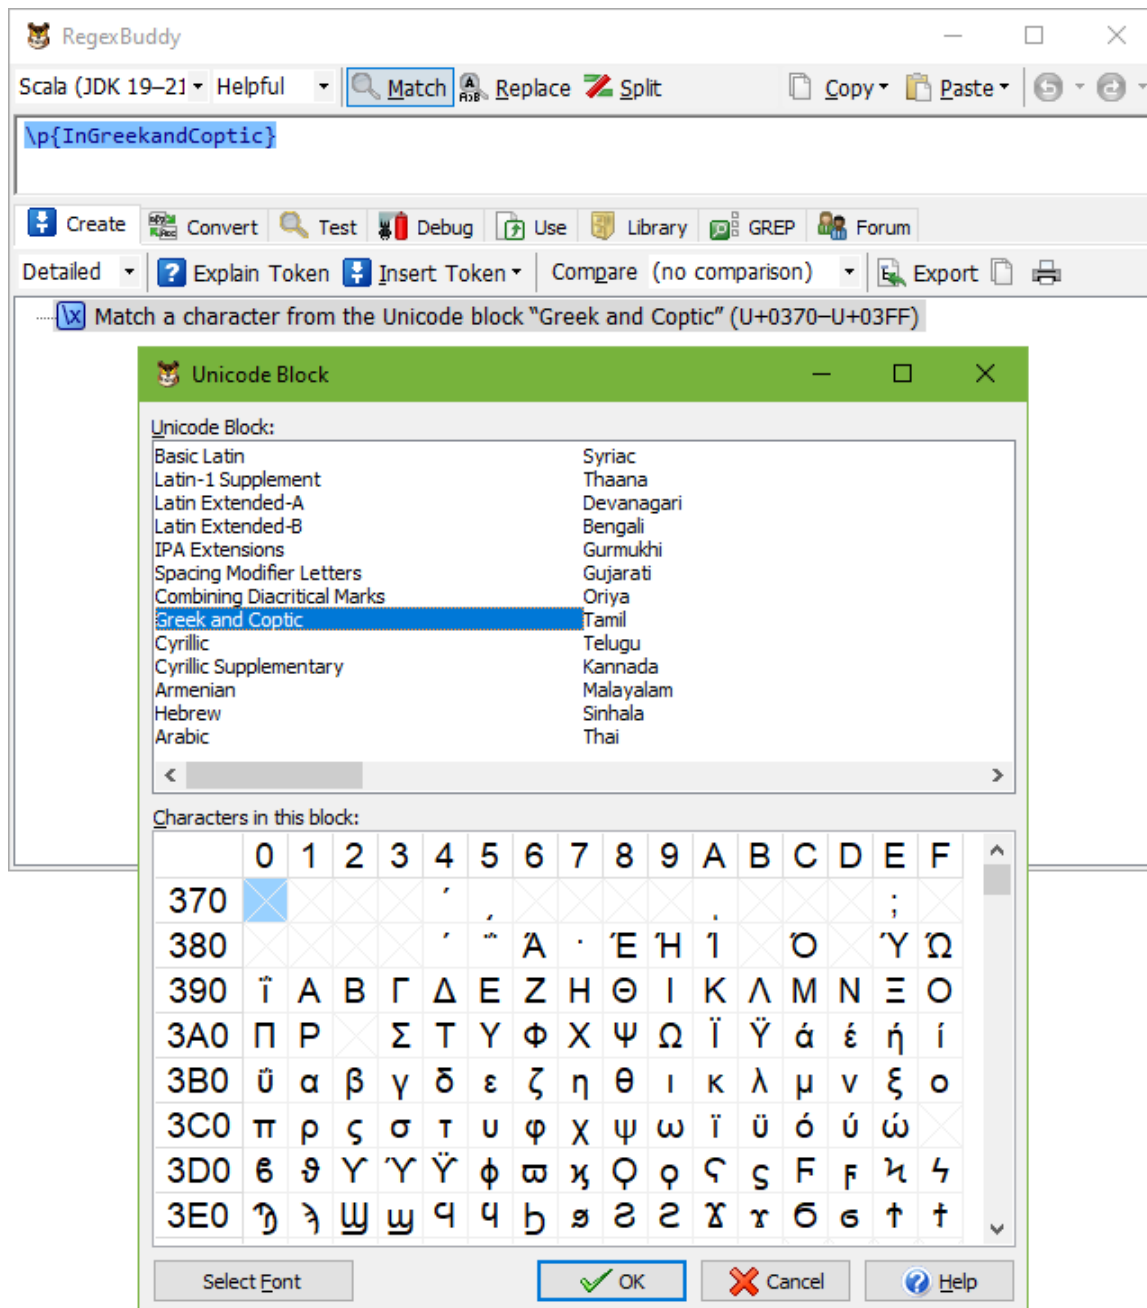 RegexBuddy
Scala (JDK 19–21 Helpful Match Replace Split Copy Paste
\p{InGreekandCoptic}
Create Convert Test Debug Use Library GREP Forum
Detailed Explain Token Insert Token Compare (no comparison) Export
Match a character from the Unicode block “Greek and Coptic” (U+0370–U+03FF)
Unicode Block
Unicode Block:
Basic Latin Syriac
Latin-1 Supplement Thaana
Latin Extended-A Devanagari
Latin Extended-B Bengali
IPA Extensions Gurmukhi
Spacing Modifier Letters Gujarati
Combining Diacritical Marks Oriya
Greek and Coptic Tamil
Cyrillic Telugu
Cyrillic Supplementary Kannada
Armenian Malayalam
Hebrew Sinhala
Arabic Thai
Characters in this block:
0 1 2 3 4 5 6 7 8 9 A B C D E F
370 ʹ ͵ ͺ ;
380 ΄ ΅ Ά · Έ Ή Ί Ό Ύ Ώ
390 ΐ Α Β Γ Δ Ε Ζ Η Θ Ι Κ Λ Μ Ν Ξ Ο
3A0 Π Ρ Σ Τ Υ Φ Χ Ψ Ω Ϊ Ϋ ά έ ή ί
3B0 ΰ α β γ δ ε ζ η θ ι κ λ μ ν ξ ο
3C0 π ρ ς σ τ υ φ χ ψ ω ϊ ϋ ό ύ ώ
3D0 ϐ ϑ ϒ ϓ ϔ ϕ ϖ ϗ Ϙ ϙ Ϛ ϛ Ϝ ϝ Ϟ ϟ
3E0 Ϡ ϡ Ϣ ϣ Ϥ ϥ Ϧ ϧ Ϩ ϩ Ϫ ϫ Ϭ ϭ Ϯ ϯ
Select Font OK Cancel Help